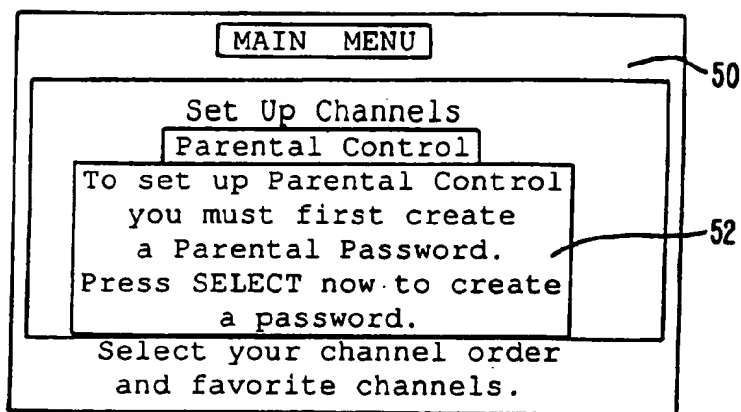 MAIN MENU
50
Set Up Channels
Parental Control
To set up Parental Control
you must first create
a Parental Password.
52
Press SELECT now to create
a password.
Select your channel order
and favorite channels.